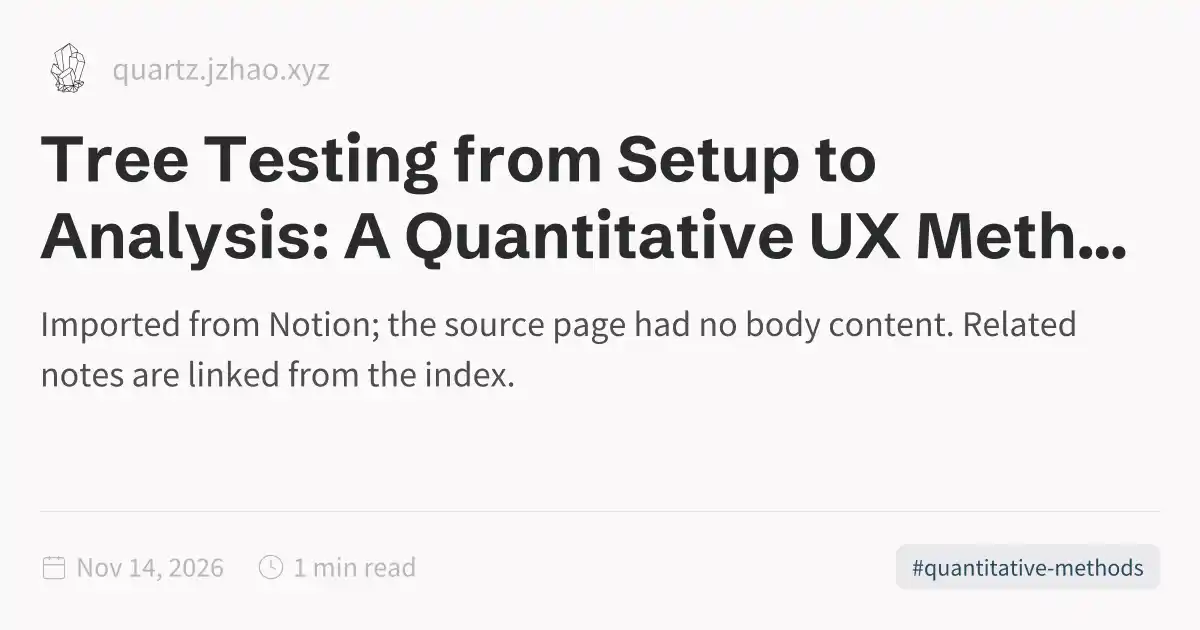 quartz.jzhao.xyz
Tree Testing from Setup to
Analysis: A Quantitative UX Meth...
Imported from Notion; the source page had no body content. Related
notes are linked from the index.
Nov 14, 2026 1 min read #quantitative-methods